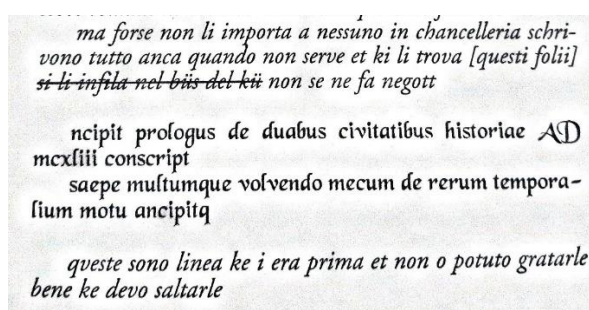 ma forse non li importa a nessuno in chancelleria schri-
vono tutto anca quando non serve et ki li trova [questi folii]
si li infila nel büs del kü non se ne fa negott
ncipit prologus de duabus civitatibus historiae AD
mcxliii conscript
saepe multumque volvendo mecum de rerum tempora-
lium motu ancipitq
qveste sono linea ke i era prima et non o potuto gratarle
bene ke devo saltarle